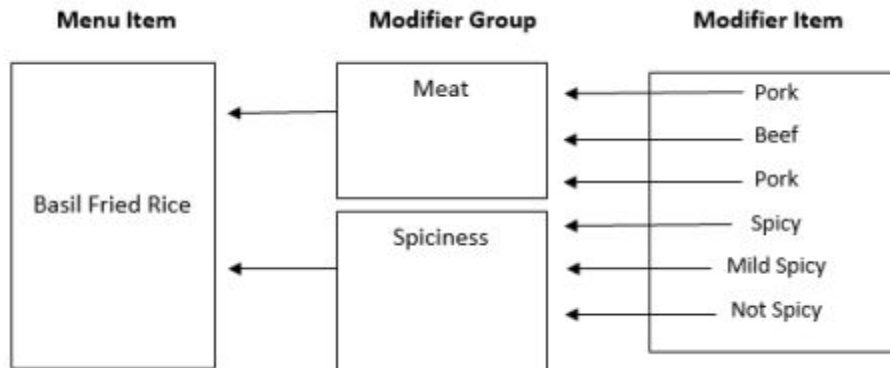 Menu Item
Modifier Group
Modifier Item
Basil Fried Rice
Meat
Spiciness
Pork
Beef
Pork
Spicy
Mild Spicy
Not Spicy